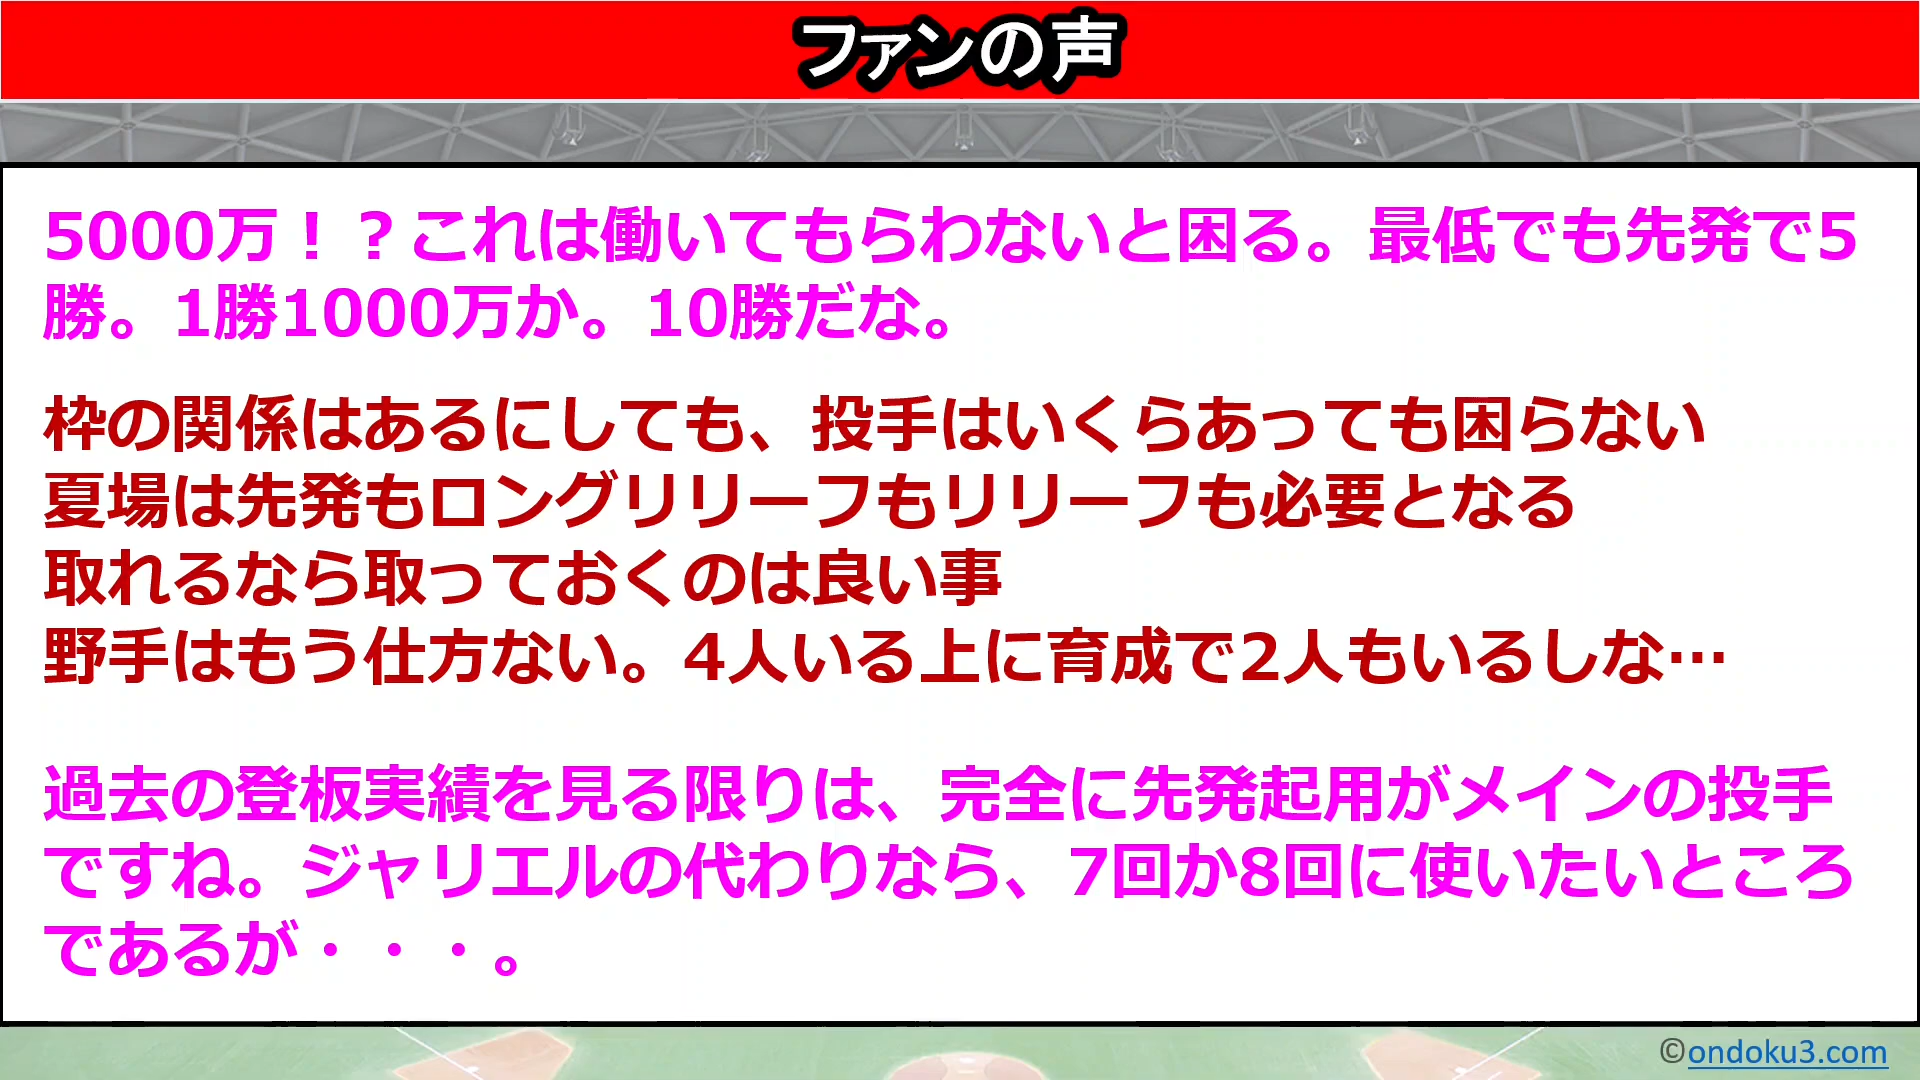 ファンの声
5000万！？これは働いてもらわないと困る。最低でも先発で5
勝。1勝1000万か。10勝だな。
枠の関係はあるにしても、投手はいくらあっても困らない
夏場は先発もロングリリーフもリリーフも必要となる
取れるなら取っておくのは良い事
野手はもう仕方ない。4人いる上に育成で2人もいるしな…
過去の登板実績を見る限りは、完全に先発起用がメインの投手
ですね。ジャリエルの代わりなら、7回か8回に使いたいところ
であるが・・・。
©ondoku3.com